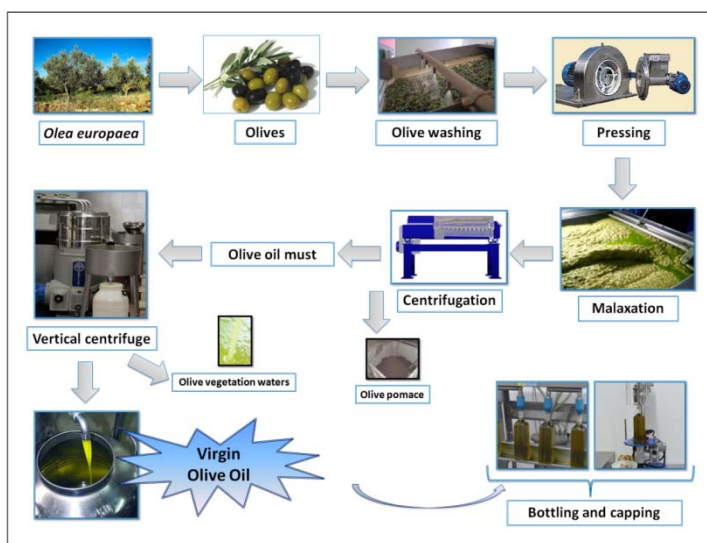 Olea europaea
Olives
Olive washing
Pressing
Malaxation
Centrifugation
Olive oil must
Vertical centrifuge
Olive vegetation waters
Olive pomace
Virgin
Olive Oil
Bottling and capping